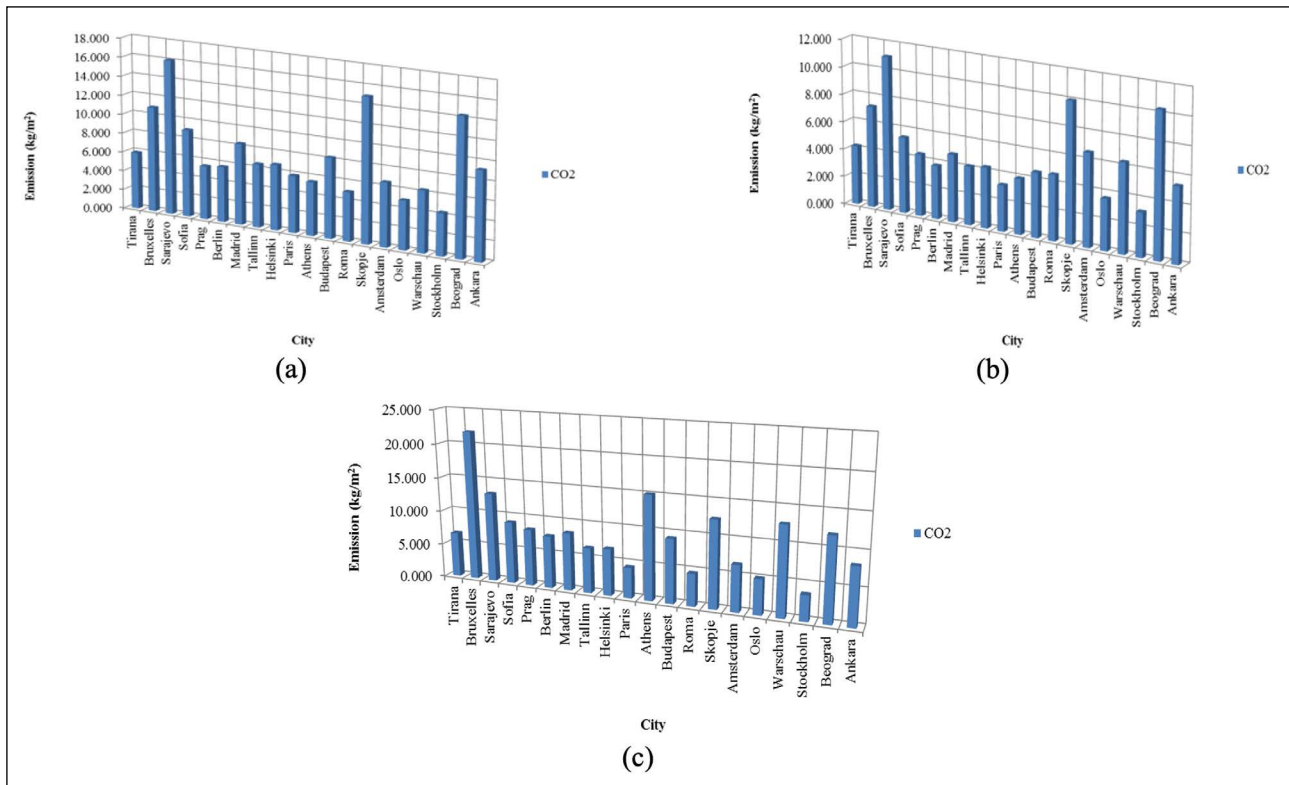 18.000
16.000
14.000
12.000
10.000
8.000
6.000
4.000
2.000
0.000
Emission (kg/m²)
Tirana
Bruxelles
Sarajevo
Sofia
Prag
Berlin
Madrid
Tallinn
Helsinki
Paris
Athens
Budapest
Roma
Skopje
Amsterdam
Oslo
Warschau
Stockholm
Beograd
Ankara
City
CO2
(a)
12.000
10.000
8.000
6.000
4.000
2.000
0.000
Emission (kg/m²)
Tirana
Bruxelles
Sarajevo
Sofia
Prag
Berlin
Madrid
Tallinn
Helsinki
Paris
Athens
Budapest
Roma
Skopje
Amsterdam
Oslo
Warschau
Stockholm
Beograd
Ankara
City
CO2
(b)
25.000
20.000
15.000
10.000
5.000
0.000
Emission (kg/m²)
Tirana
Bruxelles
Sarajevo
Sofia
Prag
Berlin
Madrid
Tallinn
Helsinki
Paris
Athens
Budapest
Roma
Skopje
Amsterdam
Oslo
Warschau
Stockholm
Beograd
Ankara
City
CO2
(c)